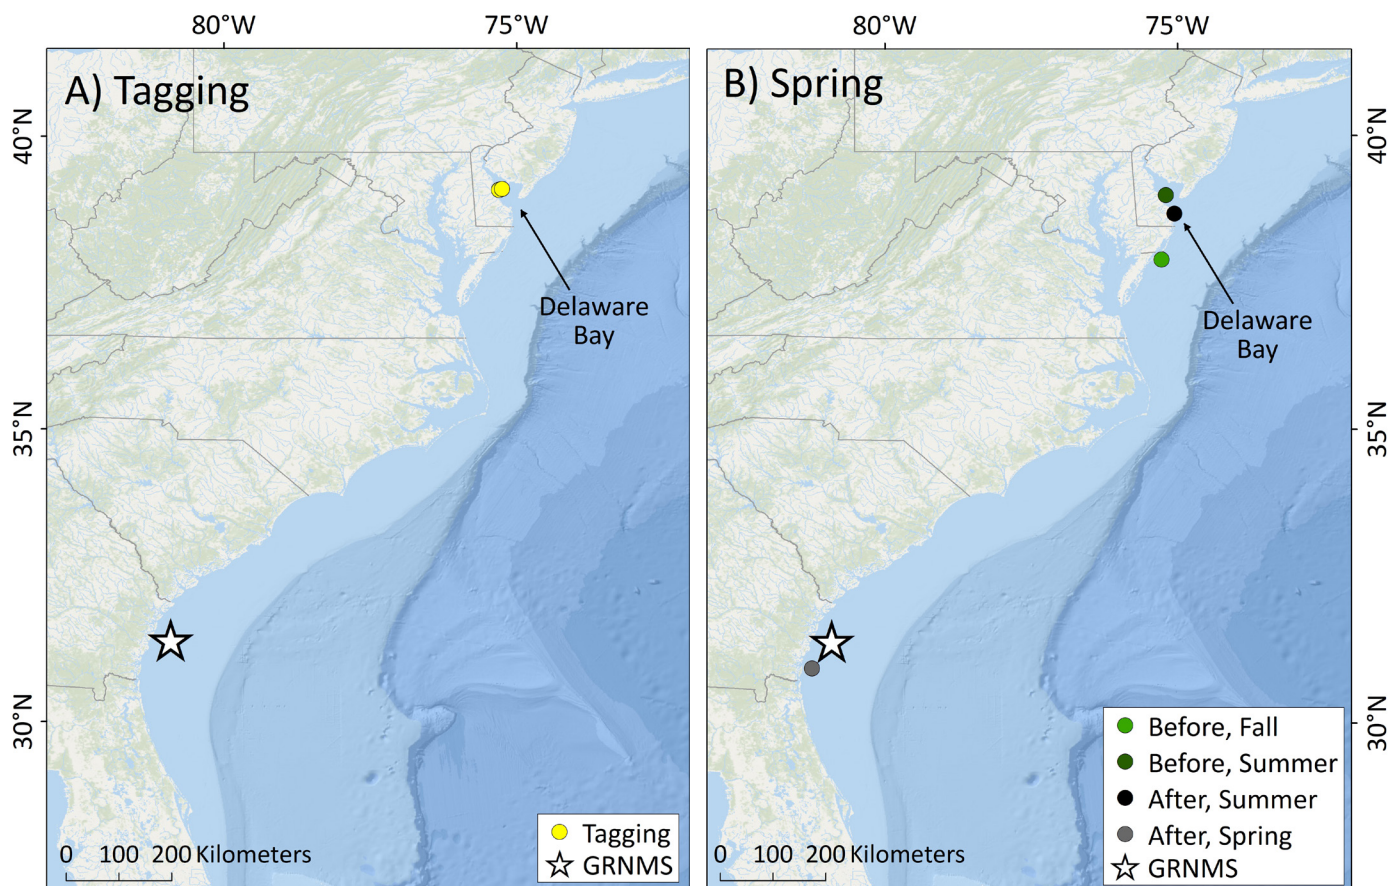 80°W 75°W 80°W 75°W
A) Tagging
B) Spring
40°N
40°N
Delaware
Bay
Delaware
Bay
35°N
35°N
30°N
30°N
Before, Fall
Before, Summer
After, Summer
After, Spring
GRNMS
Tagging
GRNMS
0 100 200 Kilometers
0 100 200 Kilometers